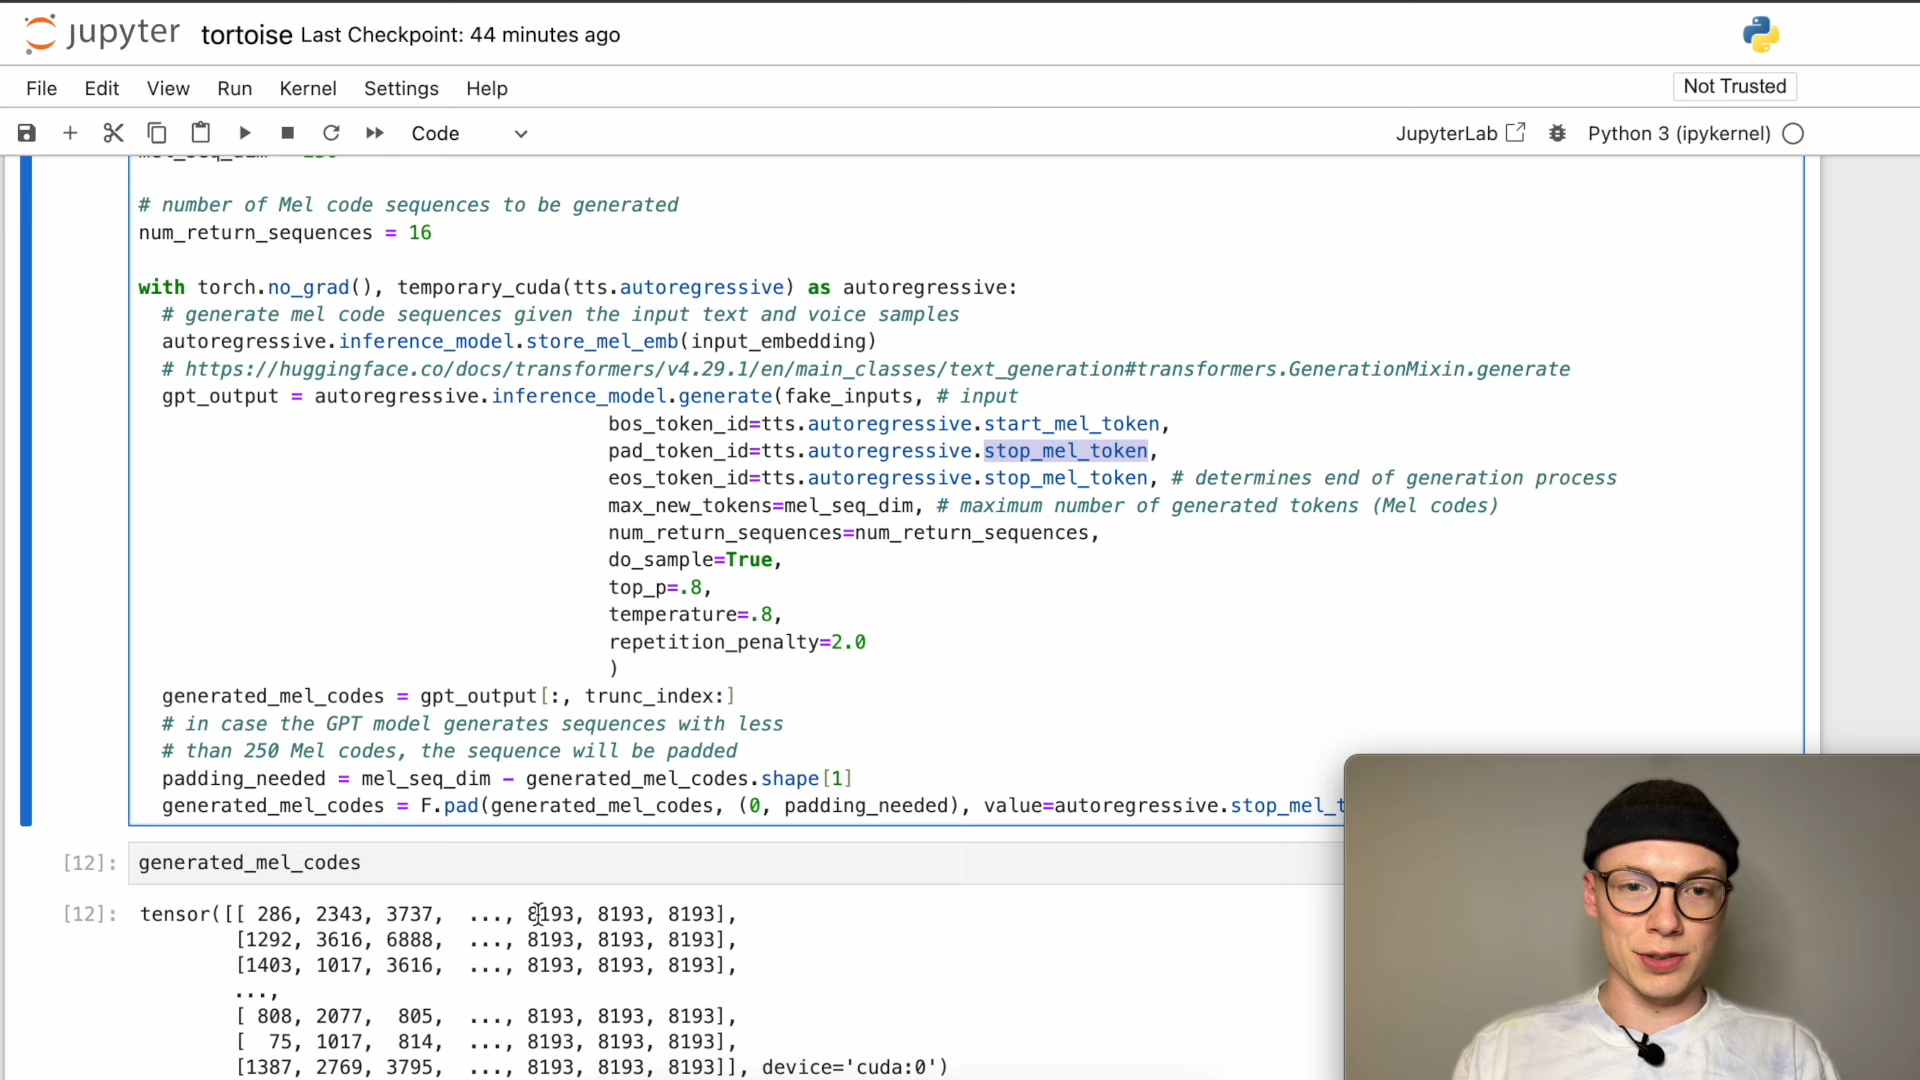 jupyter tortoise Last Checkpoint: 44 minutes ago
File Edit View Run Kernel Settings Help Not Trusted
Code JupyterLab Python 3 (ipykernel)
# number of Mel code sequences to be generated
num_return_sequences = 16
with torch.no_grad(), temporary_cuda(tts.autoregressive) as autoregressive:
# generate mel code sequences given the input text and voice samples
autoregressive.inference_model.store_mel_emb(input_embedding)
# https://huggingface.co/docs/transformers/v4.29.1/en/main_classes/text_generation#transformers.GenerationMixin.generate
gpt_output = autoregressive.inference_model.generate(fake_inputs, # input
bos_token_id=tts.autoregressive.start_mel_token,
pad_token_id=tts.autoregressive.stop_mel_token,
eos_token_id=tts.autoregressive.stop_mel_token, # determines end of generation process
max_new_tokens=mel_seq_dim, # maximum number of generated tokens (Mel codes)
num_return_sequences=num_return_sequences,
do_sample=True,
top_p=.8,
temperature=.8,
repetition_penalty=2.0
)
generated_mel_codes = gpt_output[:, trunc_index:]
# in case the GPT model generates sequences with less
# than 250 Mel codes, the sequence will be padded
padding_needed = mel_seq_dim - generated_mel_codes.shape[1]
generated_mel_codes = F.pad(generated_mel_codes, (0, padding_needed), value=autoregressive.stop_mel_t
[12]: generated_mel_codes
[12]: tensor([[ 286, 2343, 3737, ..., 8193, 8193, 8193],
[1292, 3616, 6888, ..., 8193, 8193, 8193],
[1403, 1017, 3616, ..., 8193, 8193, 8193],
...,
[ 808, 2077, 805, ..., 8193, 8193, 8193],
[ 75, 1017, 814, ..., 8193, 8193, 8193],
[1387, 2769, 3795, ..., 8193, 8193, 8193]], device='cuda:0')